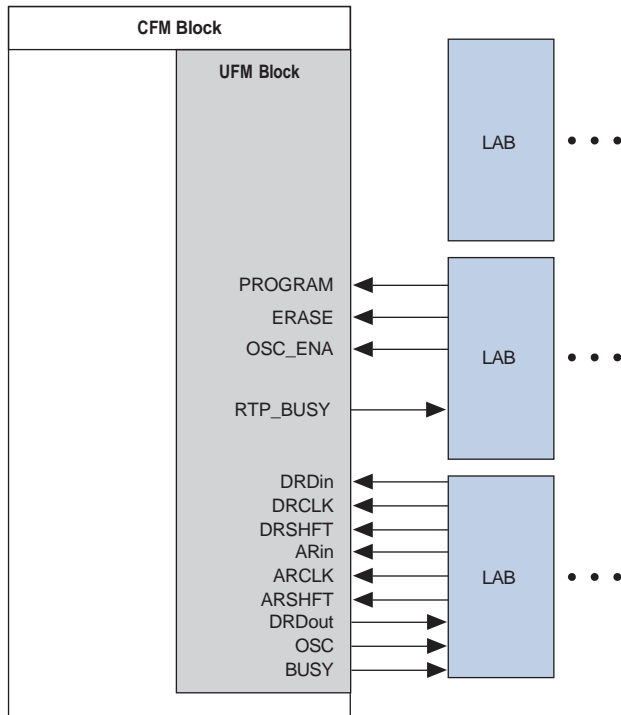 CFM Block
UFM Block
LAB
PROGRAM
ERASE
OSC_ENA
LAB
RTP_BUSY
DRDin
DRCLK
DRSHFT
ARin
ARCLK
LAB
ARSHFT
DRDout
OSC
BUSY